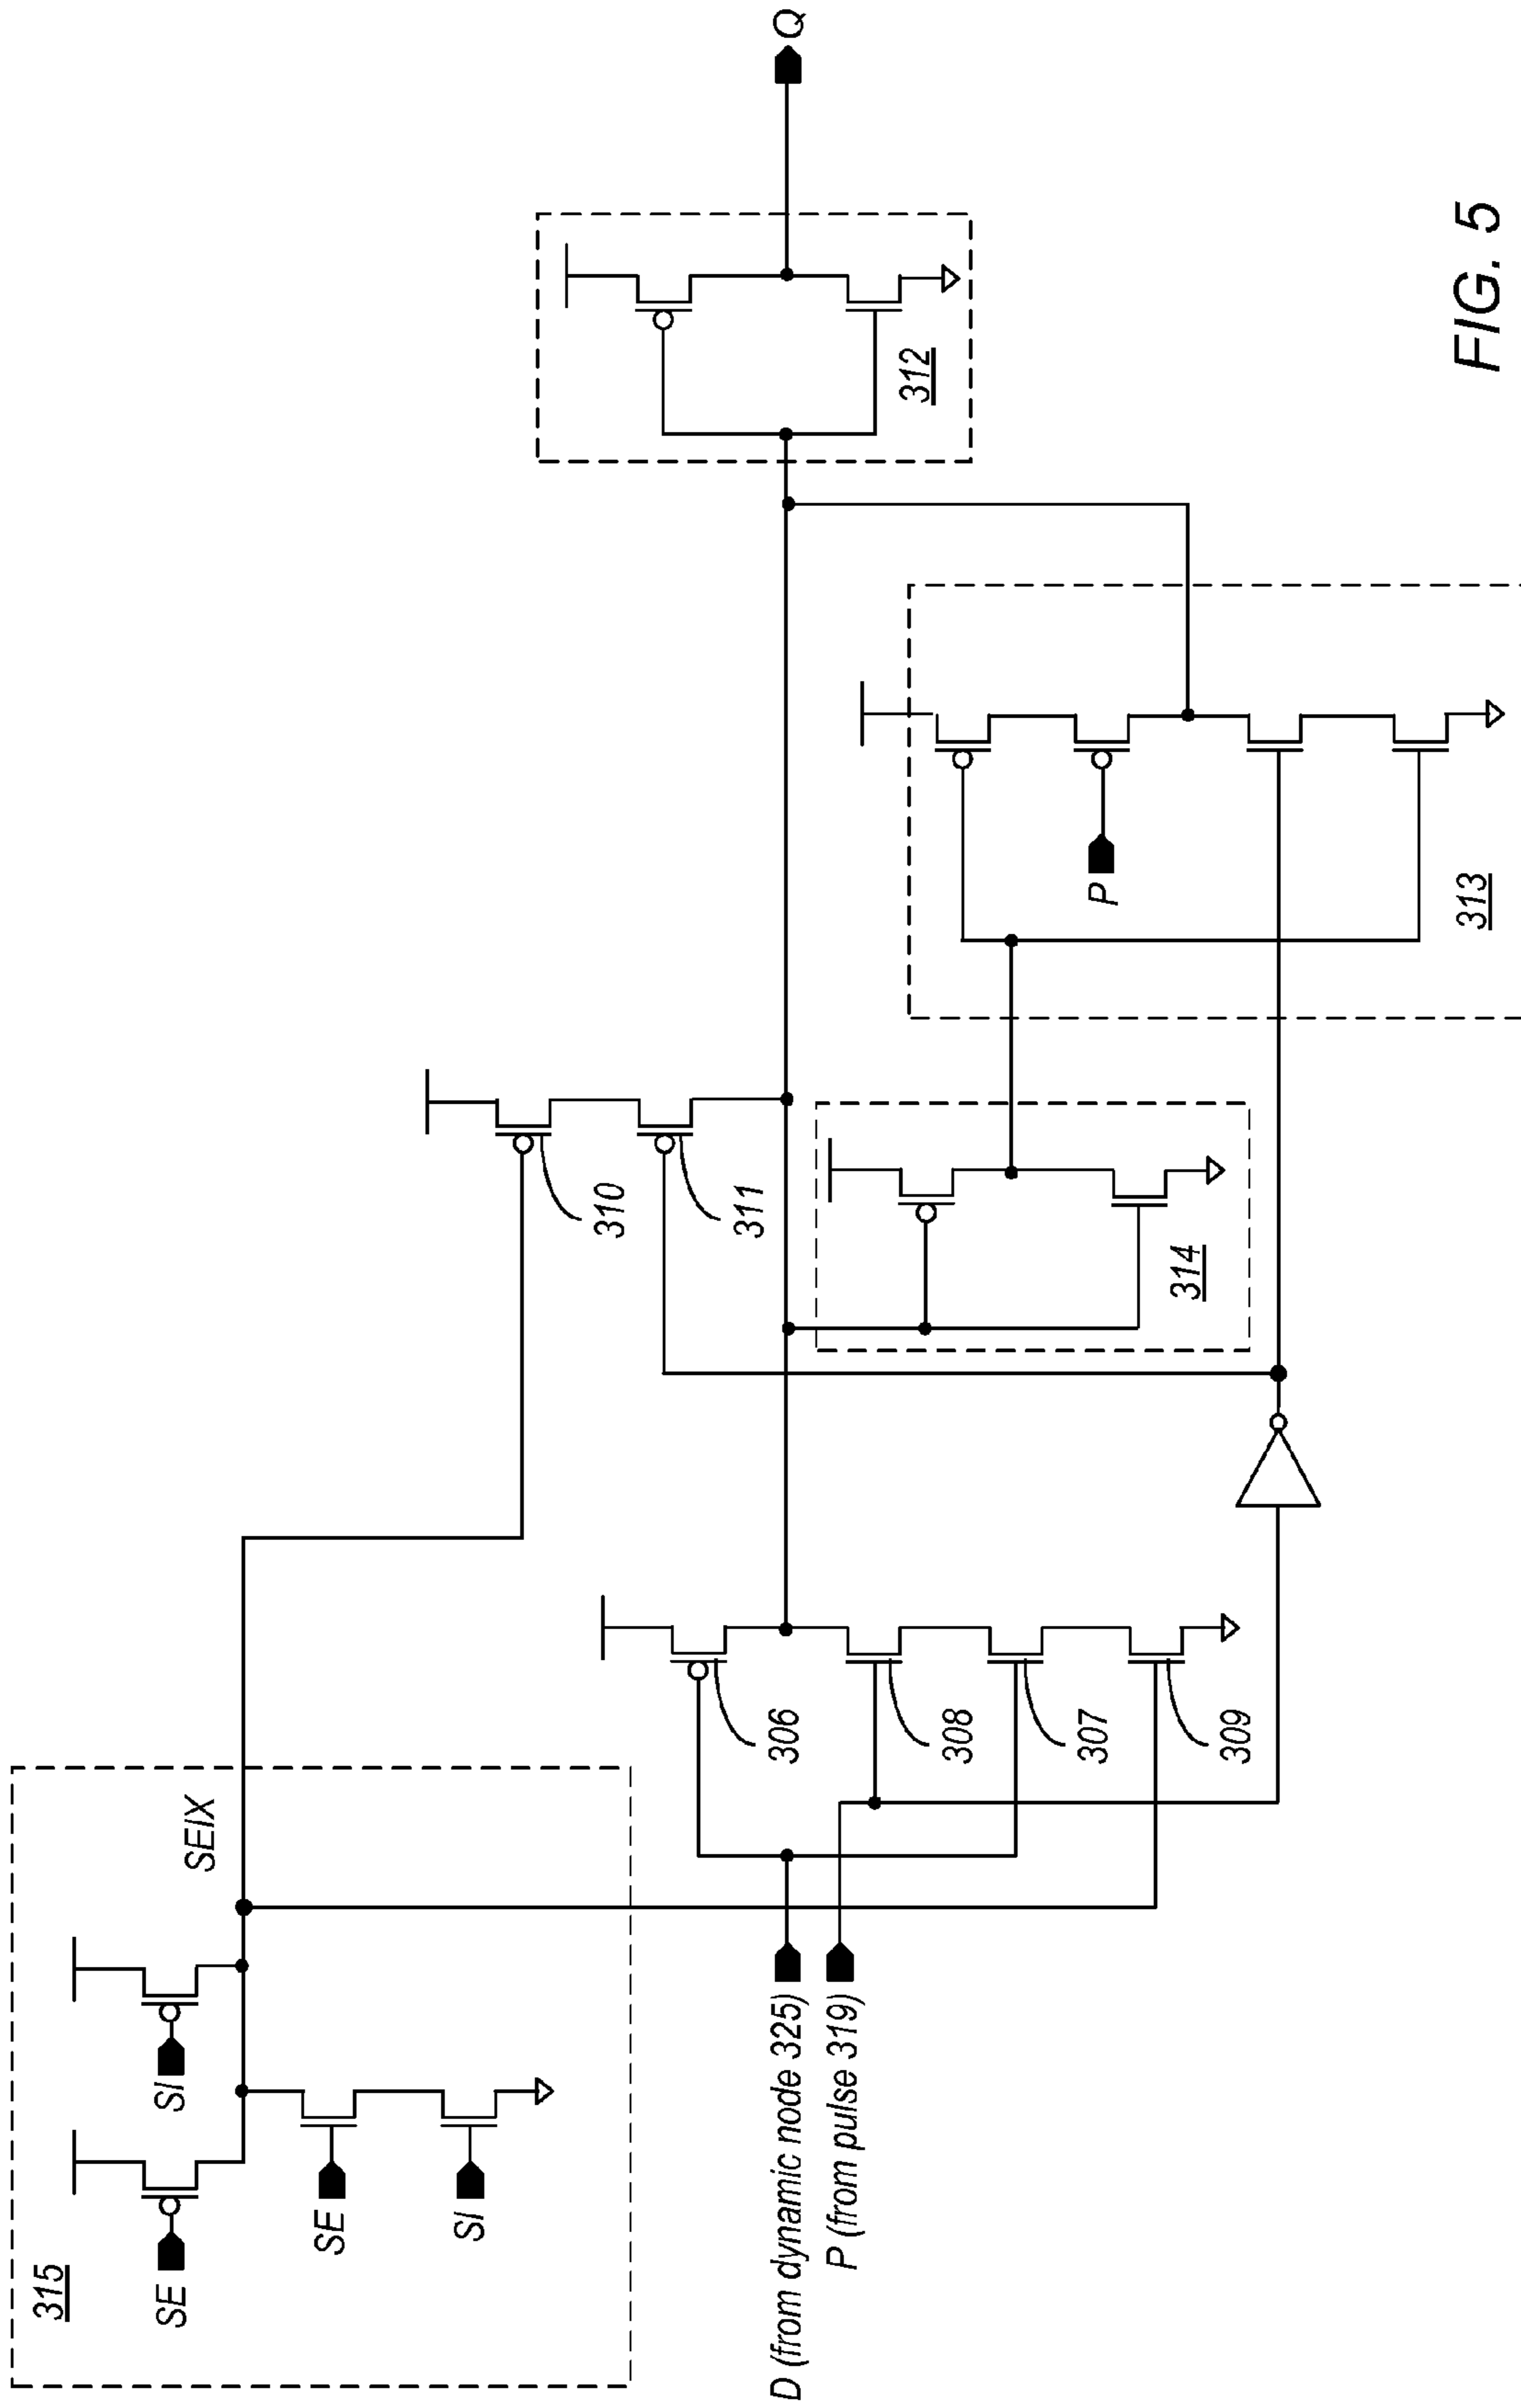 315
SE
SI
SE
SI
SEIX
D (from dynamic node 325)
P (from pulse 319)
306
308
307
309
310
311
314
P
313
312
Q
FIG. 5